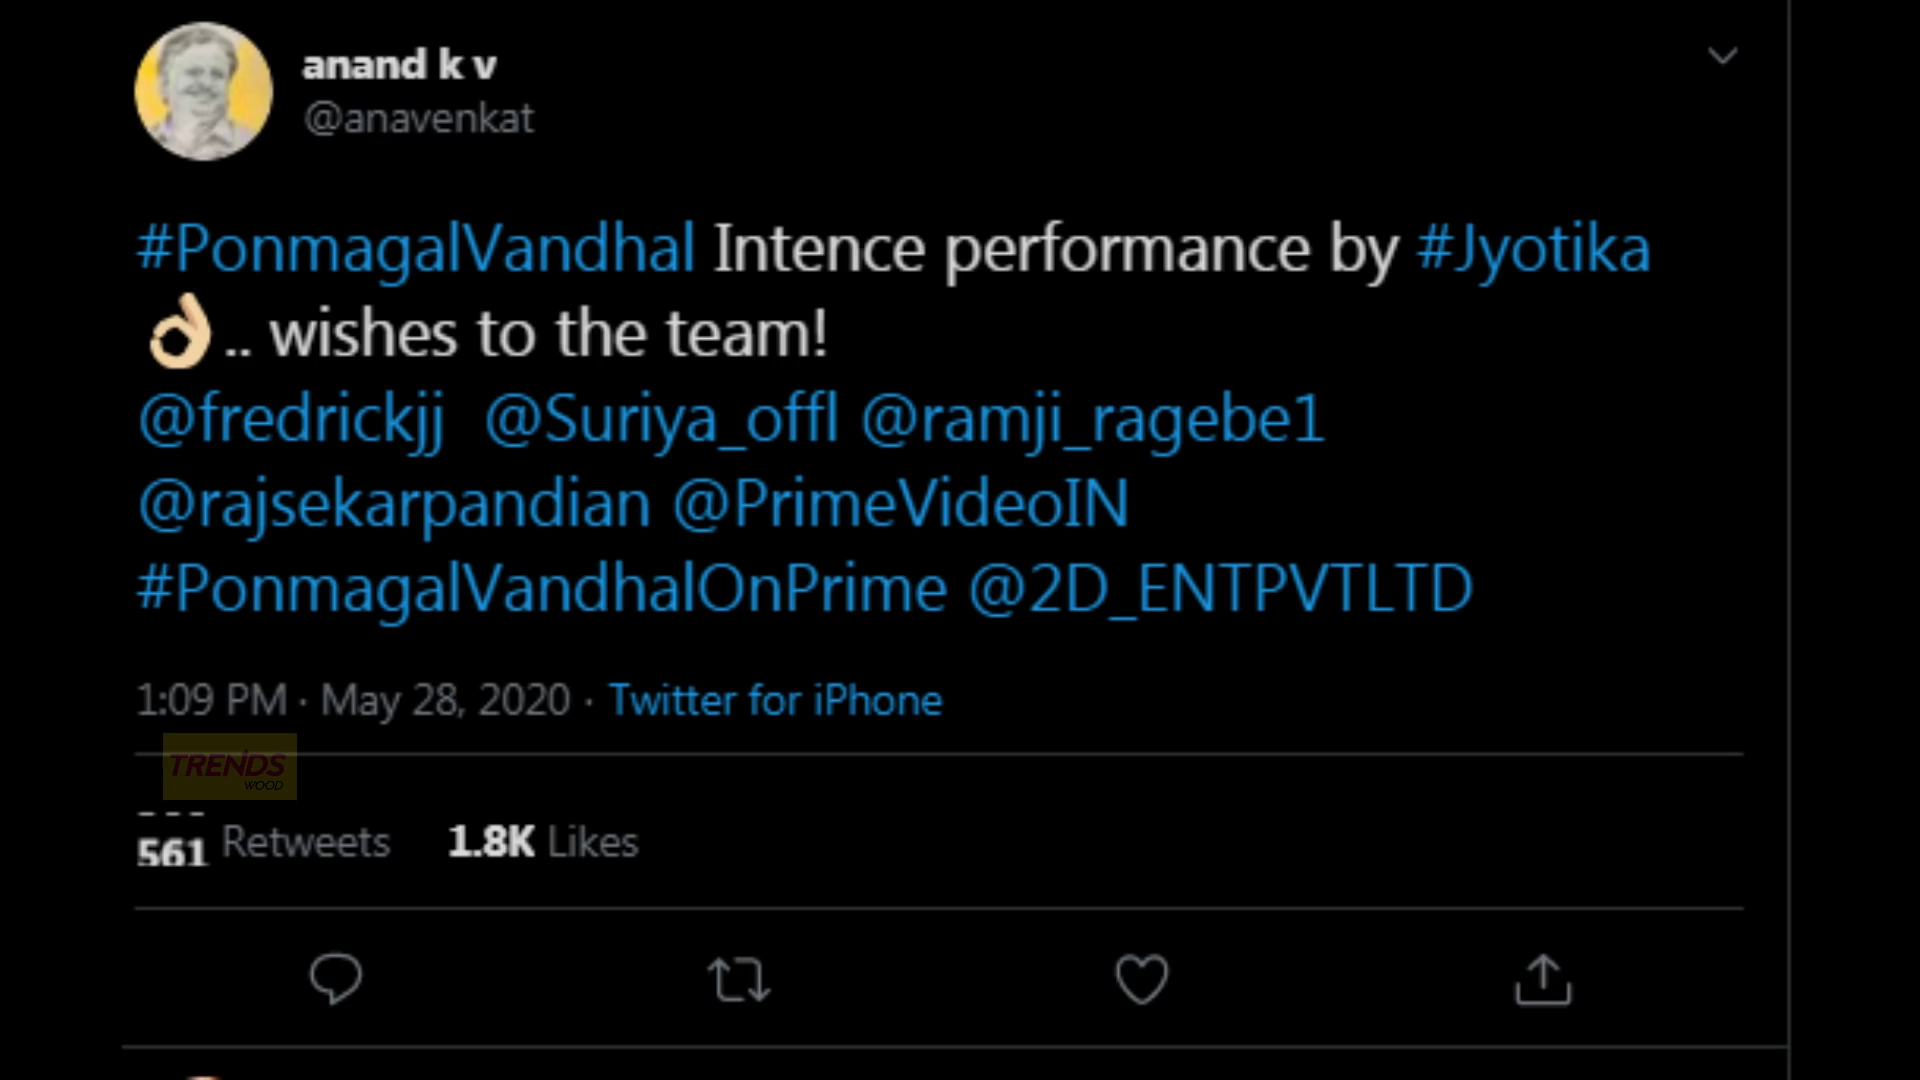 anand k v
@anavenkat
#PonmagalVandhal Intence performance by #Jyotika
👌🏼.. wishes to the team!
@fredrickjj @Suriya_offl @ramji_ragebe1
@rajsekarpandian @PrimeVideoIN
#PonmagalVandhalOnPrime @2D_ENTPVTLTD
1:09 PM · May 28, 2020 · Twitter for iPhone
TRENDS
WOOD
561 Retweets 1.8K Likes